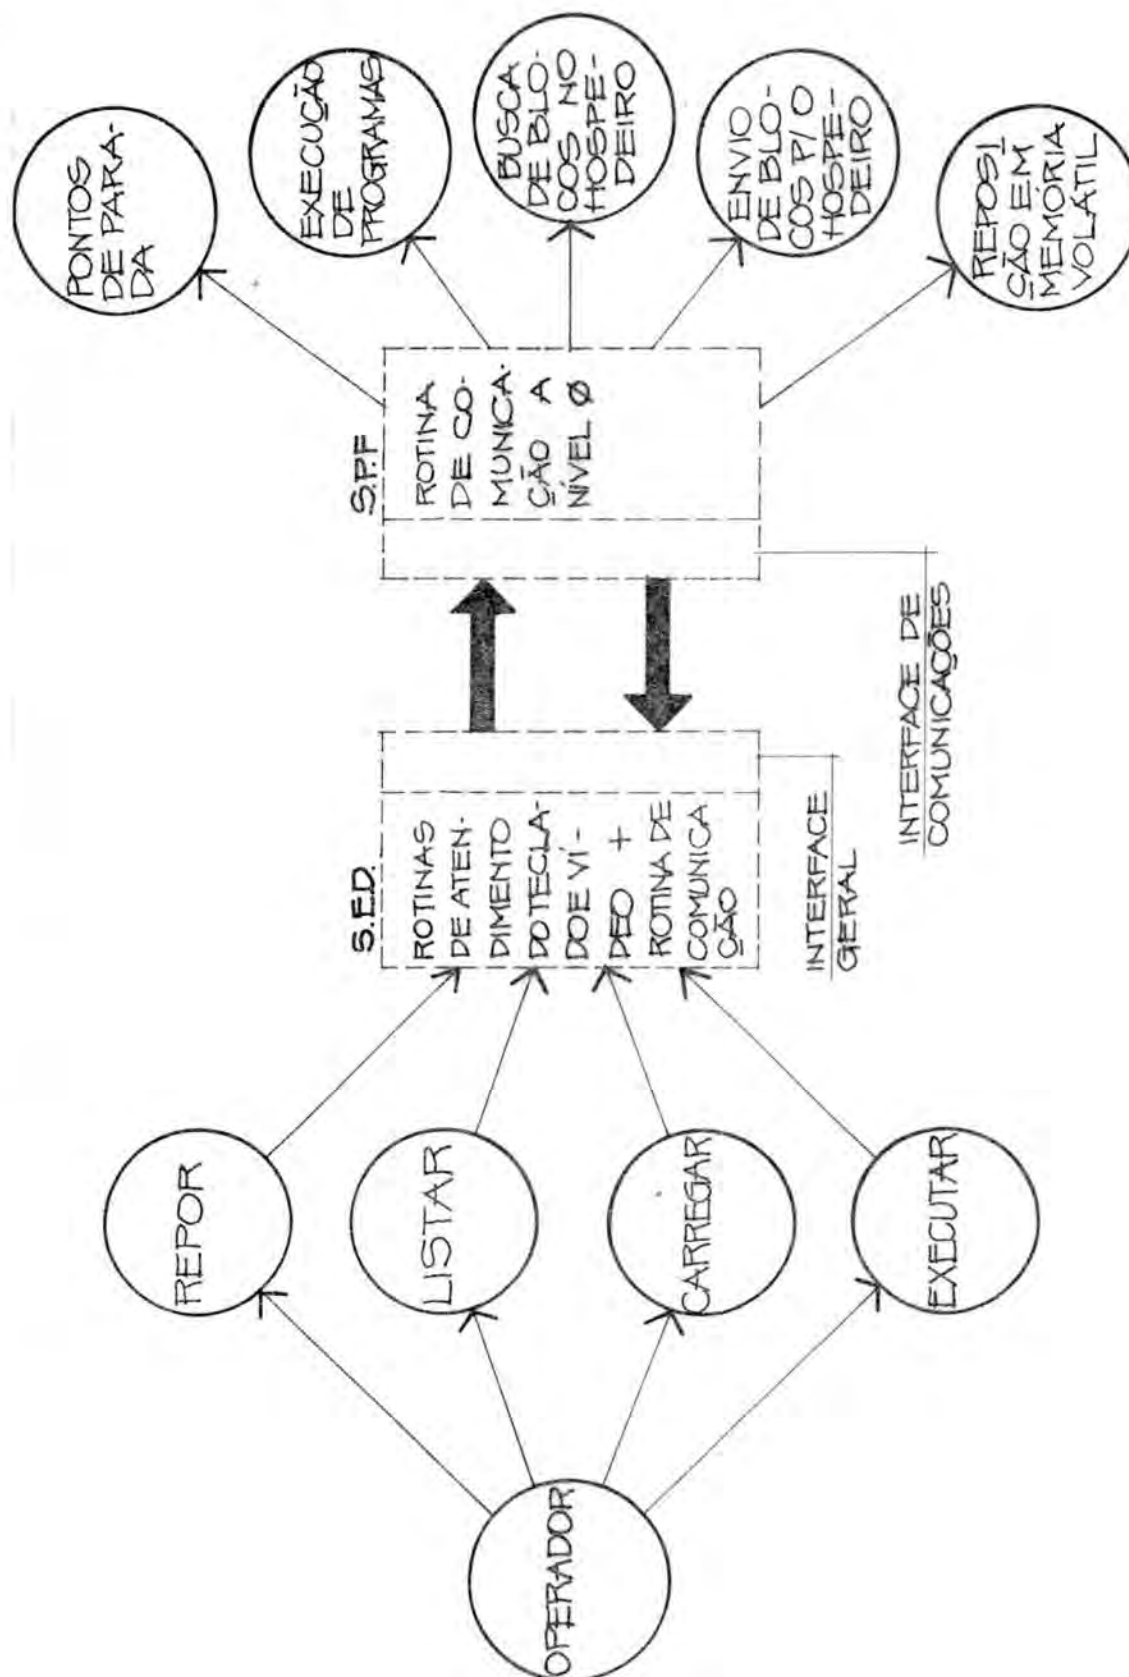 OPERADOR
REPOR
LISTAR
CARREGAR
EXECUTAR
S.E.D.
ROTINAS
DE ATEN-
DIMENTO
DO TECLA-
DO E VÍ-
DEO +
ROTINA DE
COMUNICA
ÇÃO
INTERFACE
GERAL
INTERFACE DE
COMUNICAÇÕES
S.P.F
ROTINA
DE CO-
MUNICA-
ÇÃO A
NÍVEL Ø
PONTOS
DE PARA-
DA
EXECUÇÃO
DE
PROGRAMAS
BUSCA
DE BLO-
COS NO
HOSPE-
DEIRO
ENVIO
DE BLO-
COS P/ O
HOSPE-
DEIRO
REPOSI-
ÇÃO EM
MEMÓRIA
VOLÁTIL